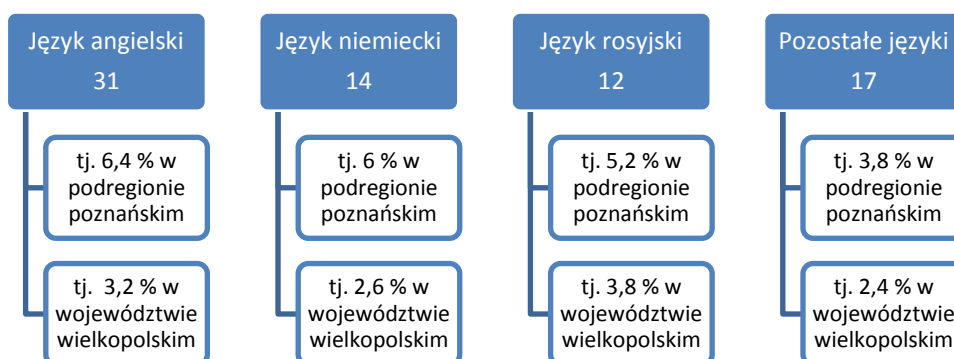 Język angielski
31
tj. 6,4 % w
podregionie
poznańskim
tj. 3,2 % w
województwie
wielkopolskim
Język niemiecki
14
tj. 6 % w
podregionie
poznańskim
tj. 2,6 % w
województwie
wielkopolskim
Język rosyjski
12
tj. 5,2 % w
podregionie
poznańskim
tj. 3,8 % w
województwie
wielkopolskim
Pozostałe języki
17
tj. 3,8 % w
podregionie
poznańskim
tj. 2,4 % w
województwie
wielkopolskim